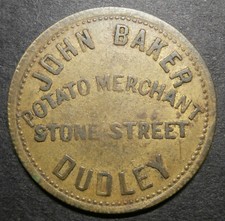 JOHN BAKER
POTATO MERCHANT
STONE STREET
DUDLEY